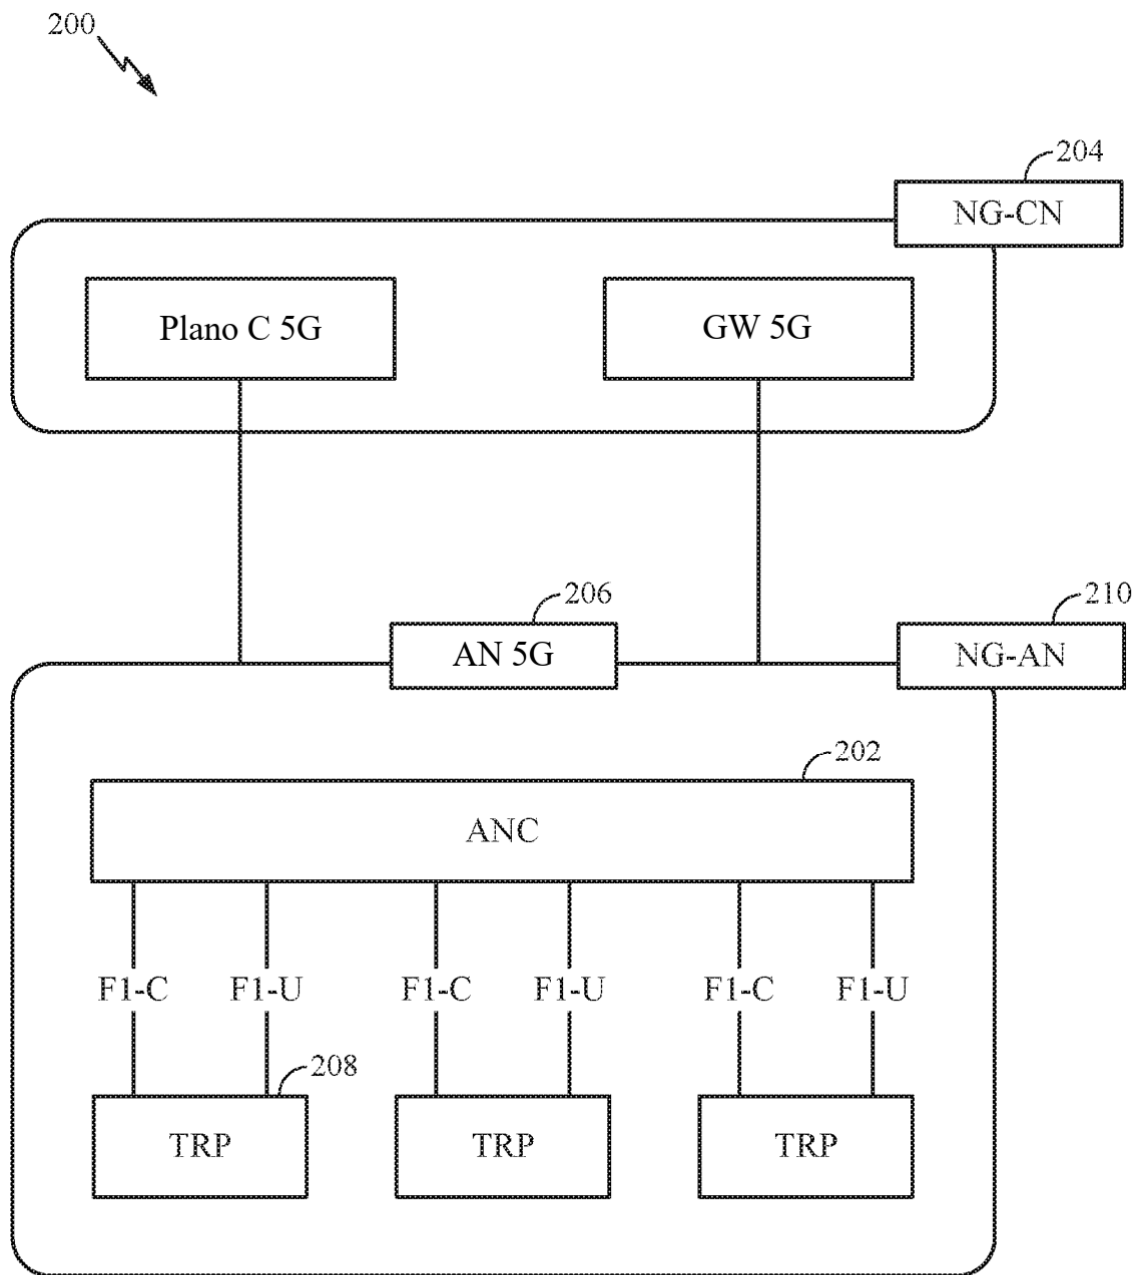 200
204
NG-CN
Plano C 5G
GW 5G
206
210
AN 5G
NG-AN
202
ANC
F1-C F1-U F1-C F1-U F1-C F1-U
208
TRP TRP TRP